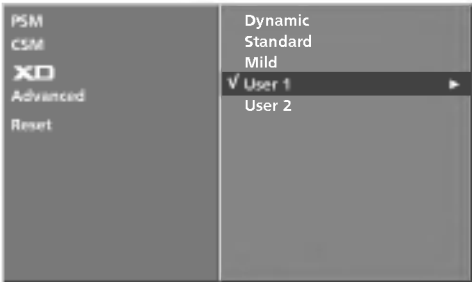 PSM
CSM
XD
Advanced
Reset
Dynamic
Standard
Mild
√ User 1 ►
User 2